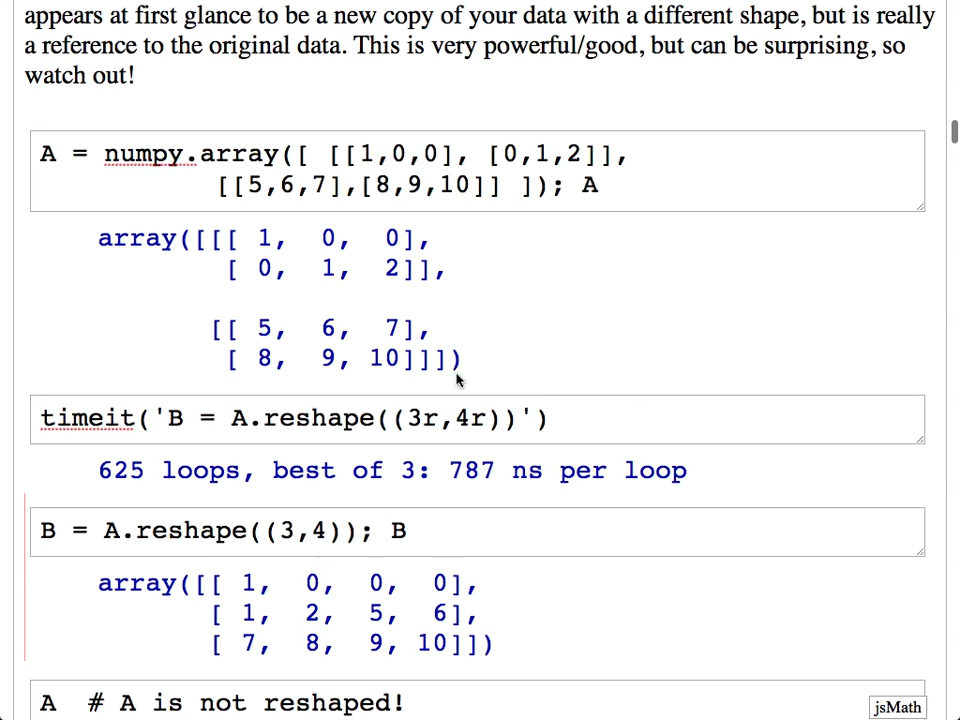 appears at first glance to be a new copy of your data with a different shape, but is really
a reference to the original data. This is very powerful/good, but can be surprising, so
watch out!
A = numpy.array([ [[1,0,0], [0,1,2]],
[[5,6,7],[8,9,10]] ]); A
array([[[ 1, 0, 0],
[ 0, 1, 2]],
[[ 5, 6, 7],
[ 8, 9, 10]]])
timeit('B = A.reshape((3r,4r))')
625 loops, best of 3: 787 ns per loop
B = A.reshape((3,4)); B
array([[ 1, 0, 0, 0],
[ 1, 2, 5, 6],
[ 7, 8, 9, 10]])
A # A is not reshaped!
jsMath